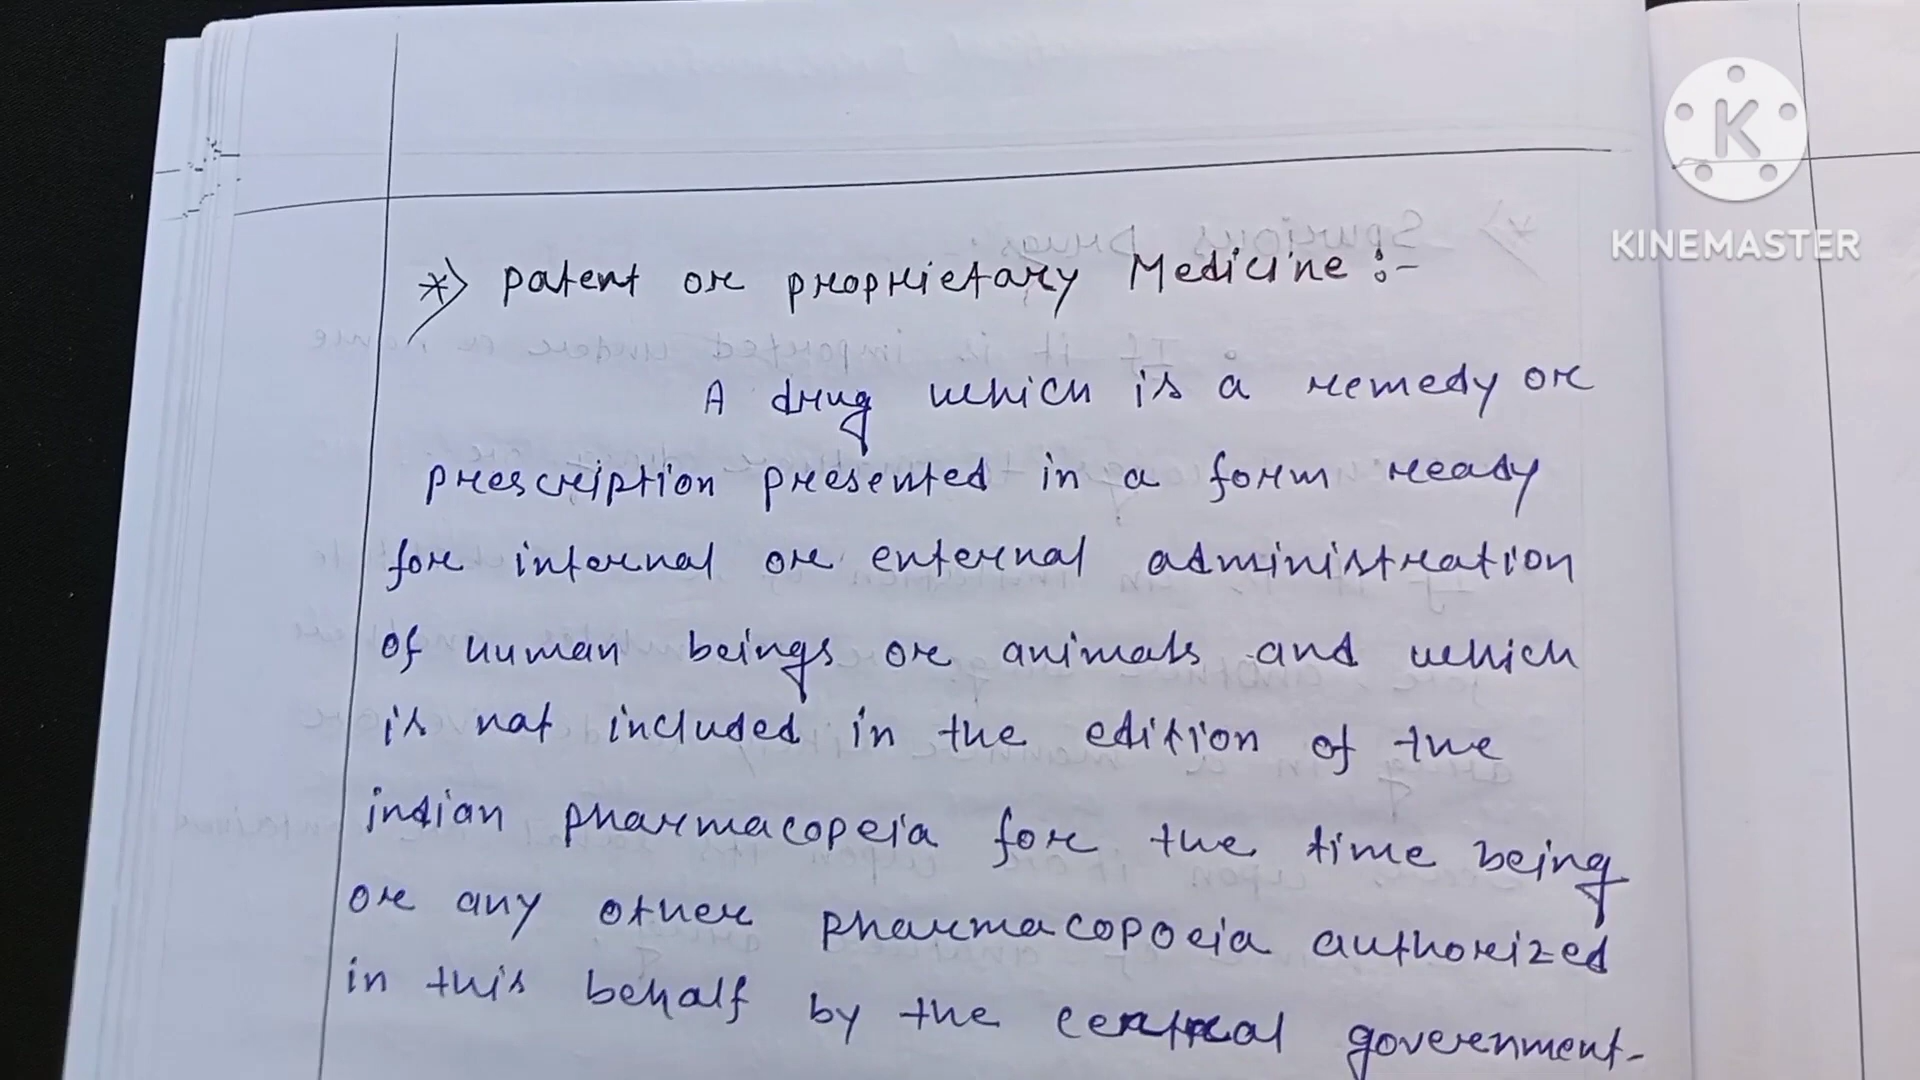 KINEMASTER
*) Patent or proprietary Medicine :-
A drug which is a remedy or
prescription presented in a form ready
for internal or external administration
of human beings or animals and which
is not included in the edition of the
indian pharmacopeia for the time being
or any other pharmacopoeia authorized
in this behalf by the central government-